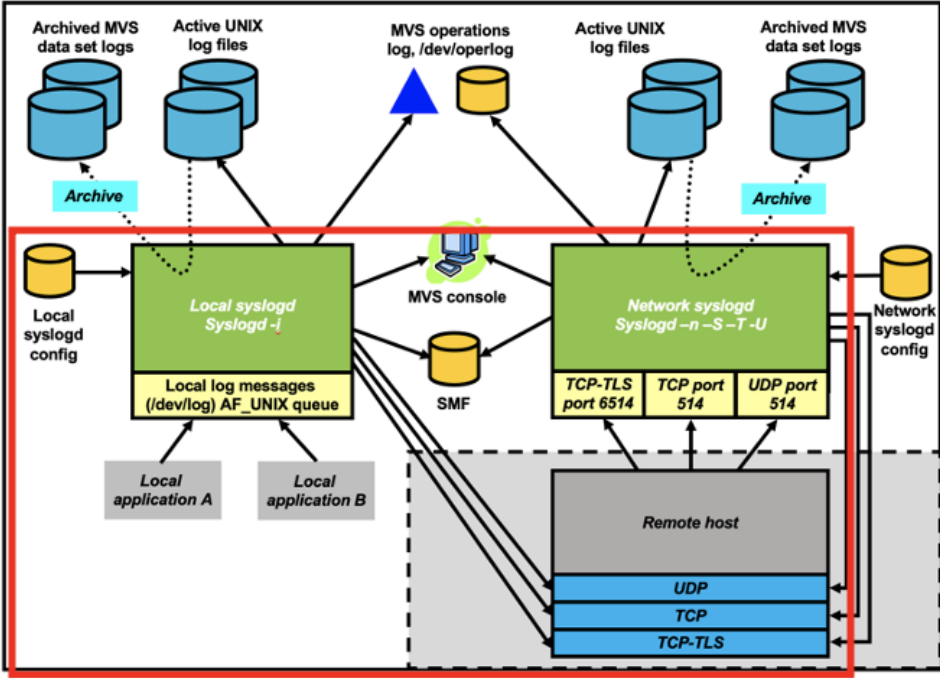 Archived MVS
data set logs
Active UNIX
log files
MVS operations
log, /dev/operlog
Active UNIX
log files
Archived MVS
data set logs
Archive
Archive
Local
syslogd
config
Local syslogd
Syslogd -i
Local log messages
(/dev/log) AF_UNIX queue
MVS console
SMF
Network syslogd
Syslogd –n –S –T -U
TCP-TLS
port 6514
TCP port
514
UDP port
514
Network
syslogd
config
Local
application A
Local
application B
Remote host
UDP
TCP
TCP-TLS